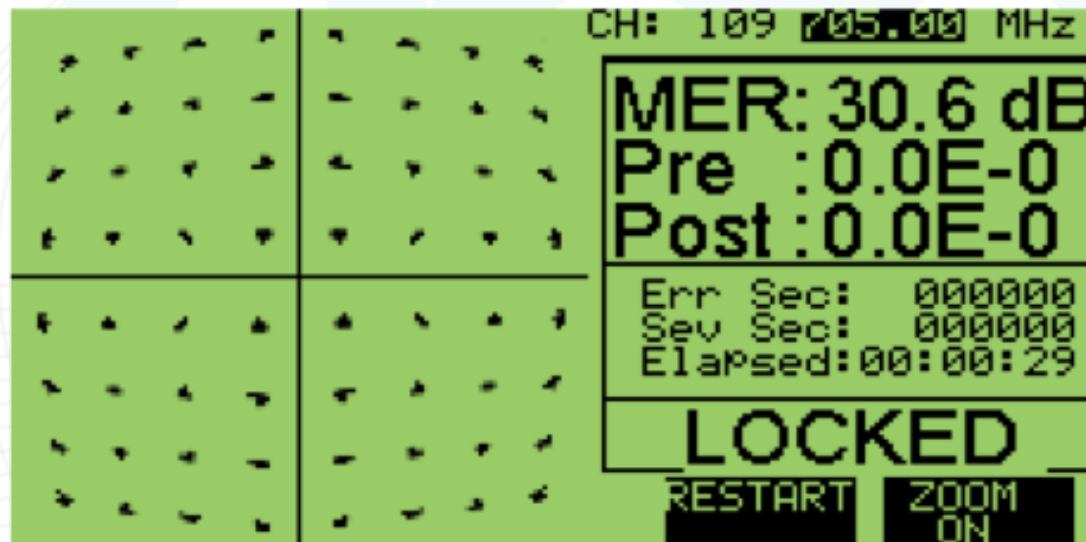 CH: 109 705.00 MHz
MER: 30.6 dB
Pre : 0.0E-0
Post : 0.0E-0
Err Sec: 000000
Sev Sec: 000000
Elapsed:00:00:29
LOCKED
RESTART ZOOM
ON